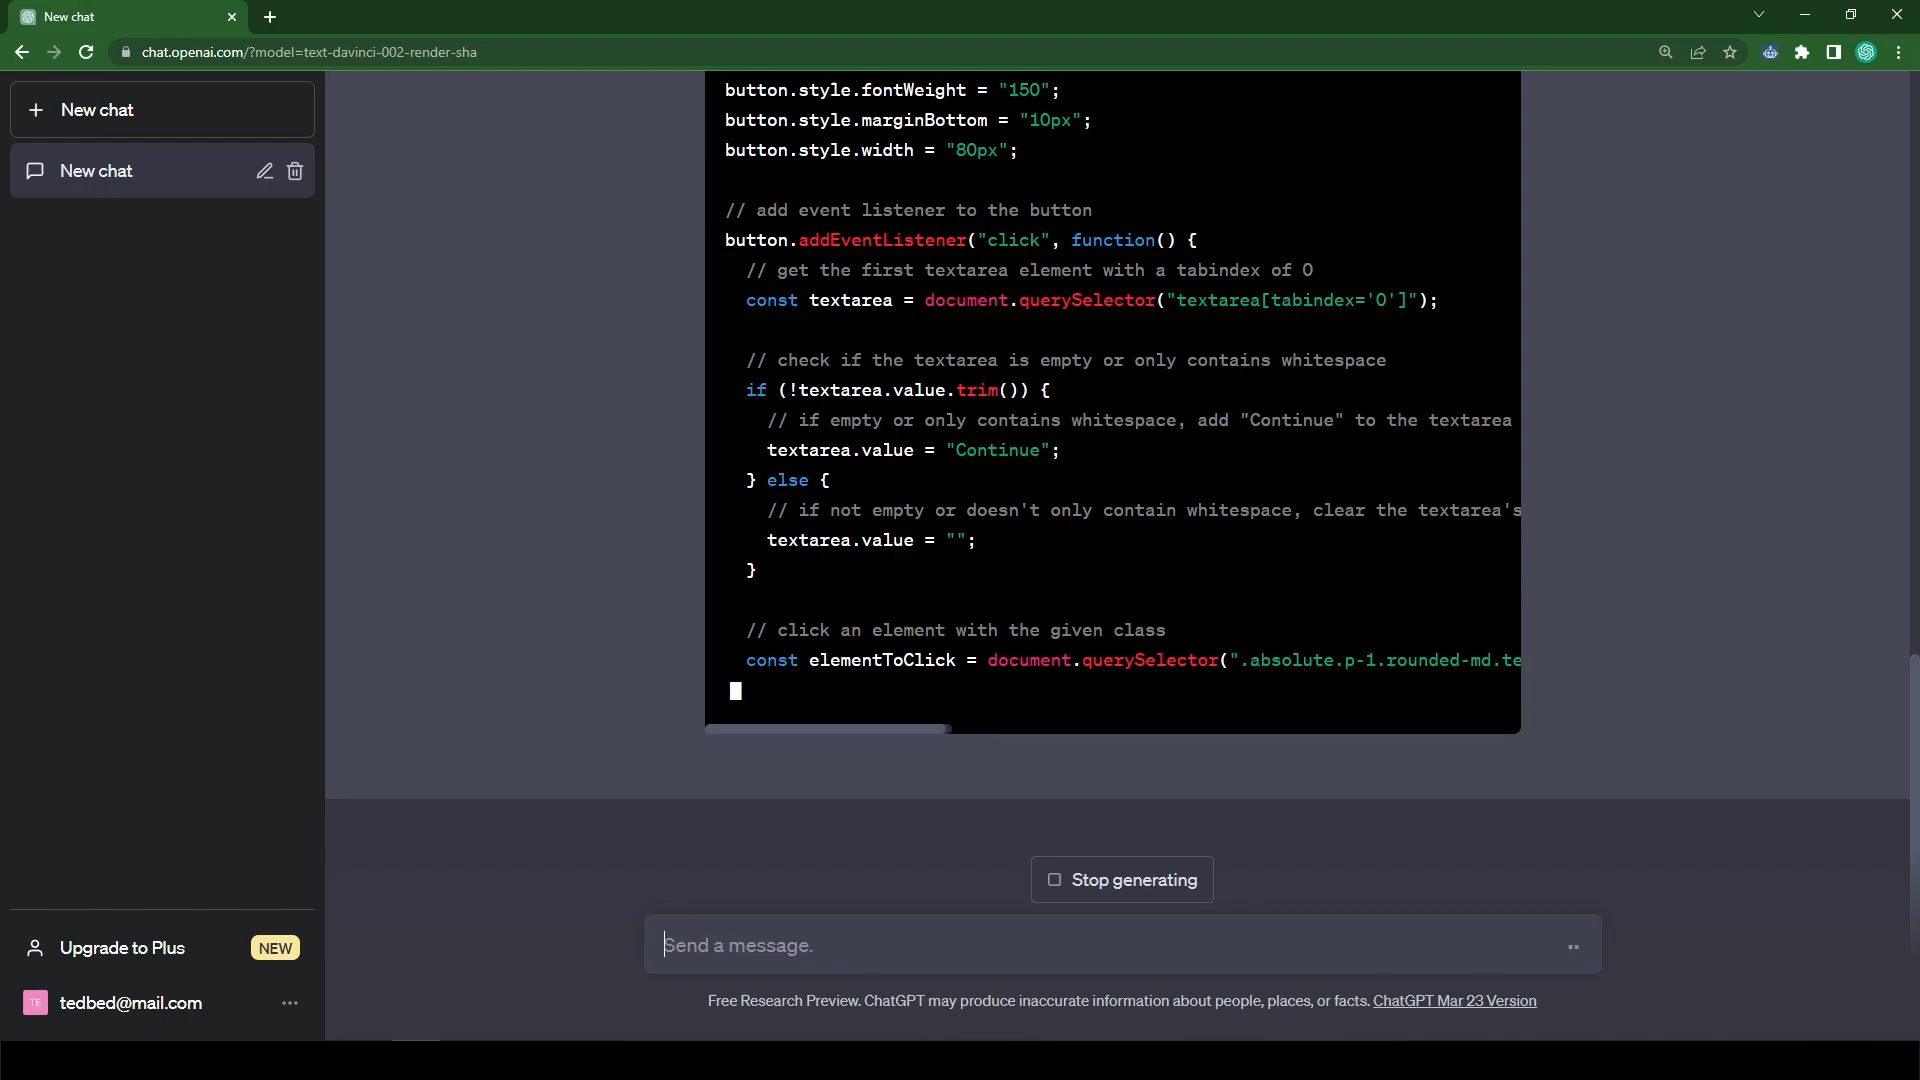 New chat
chat.openai.com/?model=text-davinci-002-render-sha
New chat
New chat
Upgrade to Plus NEW
TE tedbed@mail.com
button.style.fontWeight = "150";
button.style.marginBottom = "10px";
button.style.width = "80px";
// add event listener to the button
button.addEventListener("click", function() {
// get the first textarea element with a tabindex of 0
const textarea = document.querySelector("textarea[tabindex='0']");
// check if the textarea is empty or only contains whitespace
if (!textarea.value.trim()) {
// if empty or only contains whitespace, add "Continue" to the textarea
textarea.value = "Continue";
} else {
// if not empty or doesn't only contain whitespace, clear the textarea's
textarea.value = "";
}
// click an element with the given class
const elementToClick = document.querySelector(".absolute.p-1.rounded-md.te
Stop generating
Send a message.
Free Research Preview. ChatGPT may produce inaccurate information about people, places, or facts. ChatGPT Mar 23 Version